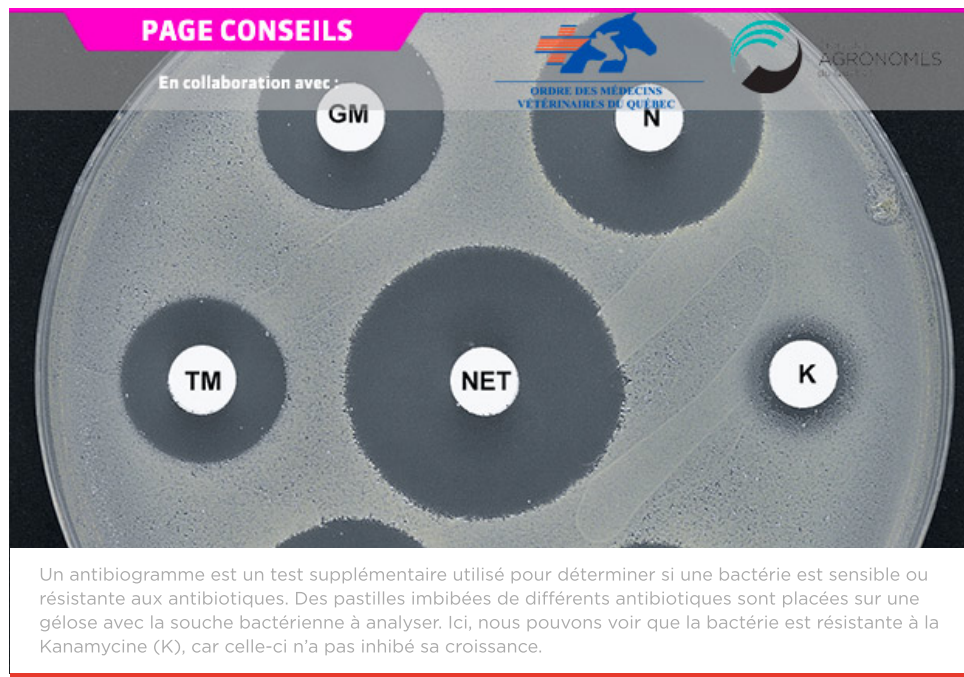 PAGE CONSEILS
En collaboration avec :
ORDRE DES MÉDECINS
VÉTÉRINAIRES DU QUÉBEC
AGRONOMES
GM
N
TM
NET
K
Un antibiogramme est un test supplémentaire utilisé pour déterminer si une bactérie est sensible ou
résistante aux antibiotiques. Des pastilles imbibées de différents antibiotiques sont placées sur une
gélose avec la souche bactérienne à analyser. Ici, nous pouvons voir que la bactérie est résistante à la
Kanamycine (K), car celle-ci n'a pas inhibé sa croissance.